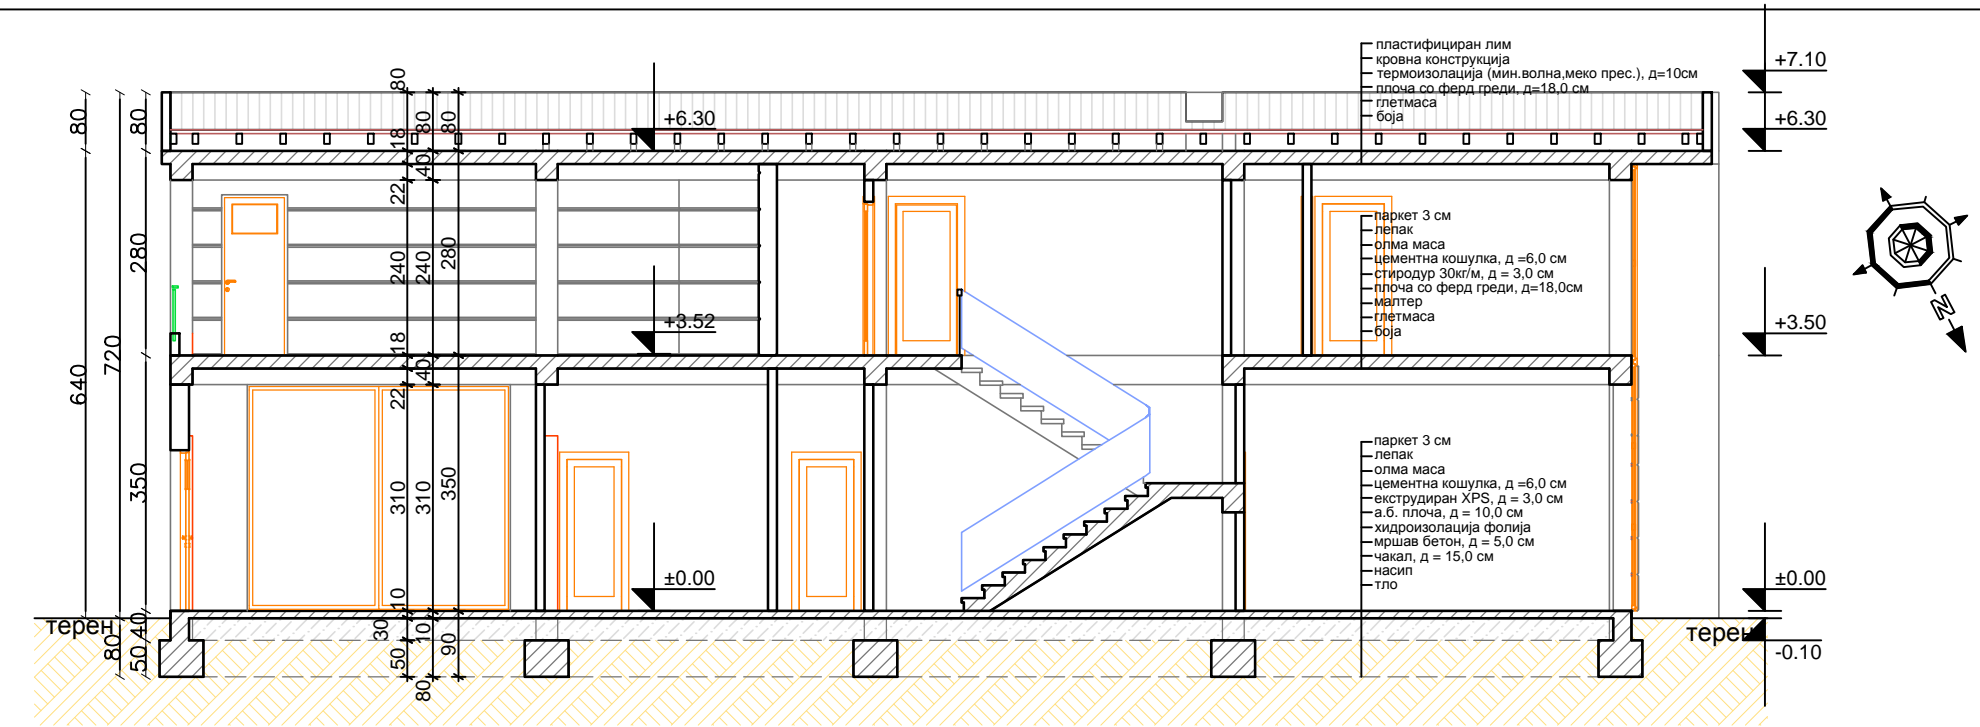 пластифициран лим
кровна конструкција
термоизолација (мин.волна,меко прес.), д=10см
плоча со ферд греди, д=18,0 см
глетмаса
боја
+7.10
+6.30
+6.30
80
80
80
80
80
18
40
22
паркет 3 см
лепак
олма маса
цементна кошулка, д =6,0 см
стиродур 30кг/м, д = 3,0 см
плоча со ферд греди, д=18,0см
малтер
глетмаса
боја
280
240
240
280
+3.52
+3.50
18
40
22
640
720
350
310
310
350
паркет 3 см
лепак
олма маса
цементна кошулка, д =6,0 см
екструдиран XPS, д = 3,0 см
а.б. плоча, д = 10,0 см
хидроизолација фолија
мршав бетон, д = 5,0 см
чакал, д = 15,0 см
насип
тло
±0.00
±0.00
10
терен
80
40
50
30
10
50
90
80
терен
-0.10
N